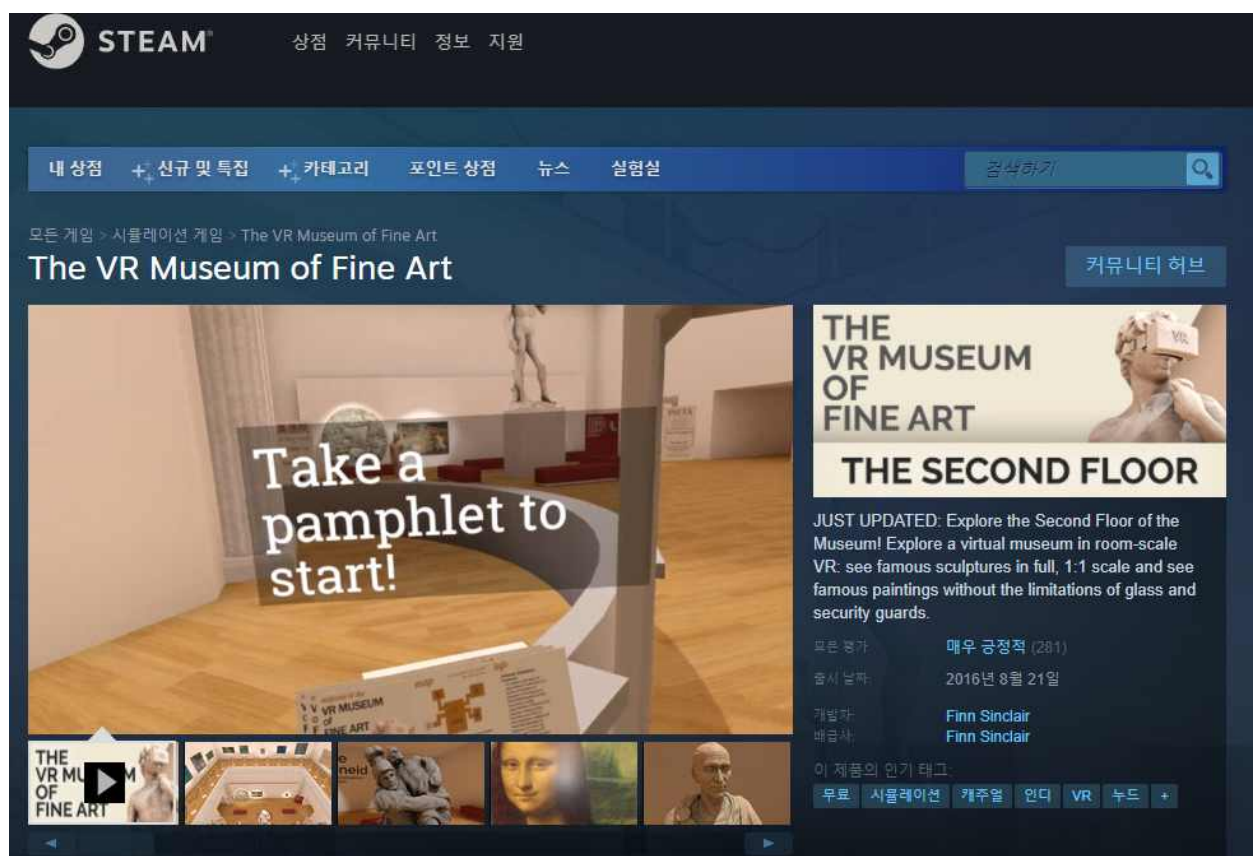 STEAM®
상점 커뮤니티 정보 지원
내 상점 신규 및 특집 카테고리 포인트 상점 뉴스 실험실 검색하기
모든 게임 > 시뮬레이션 게임 > The VR Museum of Fine Art
The VR Museum of Fine Art
커뮤니티 허브
Take a
pamphlet to
start!
VR MUSEUM
OF
FINE ART
map
THE
VR MUSEUM
OF
FINE ART
VR
THE SECOND FLOOR
JUST UPDATED: Explore the Second Floor of the
Museum! Explore a virtual museum in room-scale
VR: see famous sculptures in full, 1:1 scale and see
famous paintings without the limitations of glass and
security guards.
모든 평가: 매우 긍정적 (281)
출시 날짜: 2016년 8월 21일
개발자: Finn Sinclair
배급사: Finn Sinclair
이 제품의 인기 태그:
무료 시뮬레이션 캐주얼 인디 VR 누드 +
THE
VR MU M
OF
FINE ART
neid